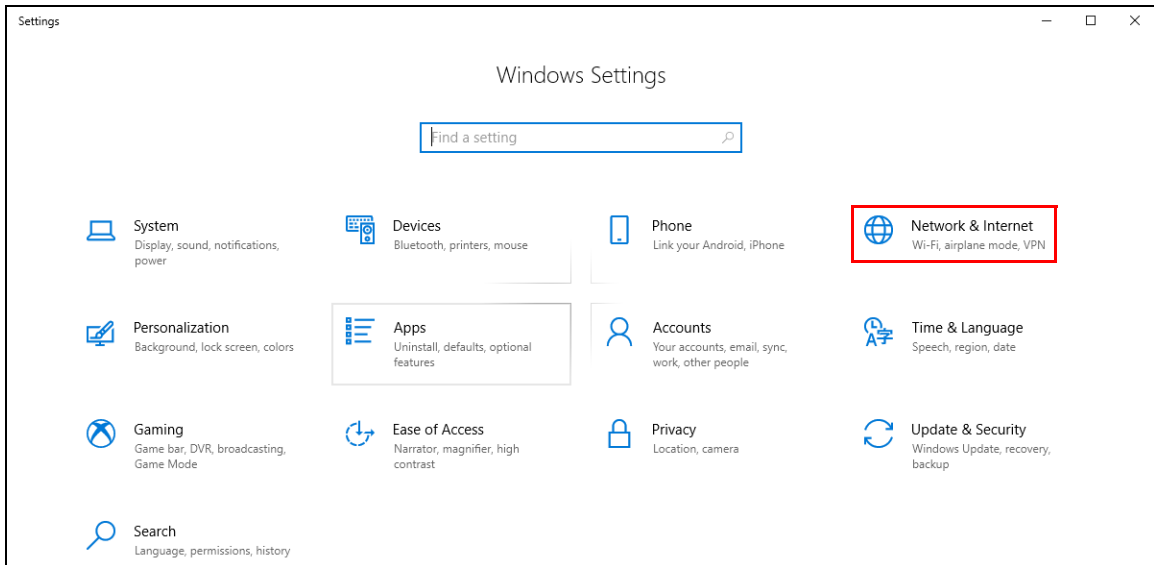 Settings
Windows Settings
Find a setting
System
Display, sound, notifications,
power
Devices
Bluetooth, printers, mouse
Phone
Link your Android, iPhone
Network & Internet
Wi-Fi, airplane mode, VPN
Personalization
Background, lock screen, colors
Apps
Uninstall, defaults, optional
features
Accounts
Your accounts, email, sync,
work, other people
Time & Language
Speech, region, date
Gaming
Game bar, DVR, broadcasting,
Game Mode
Ease of Access
Narrator, magnifier, high
contrast
Privacy
Location, camera
Update & Security
Windows Update, recovery,
backup
Search
Language, permissions, history